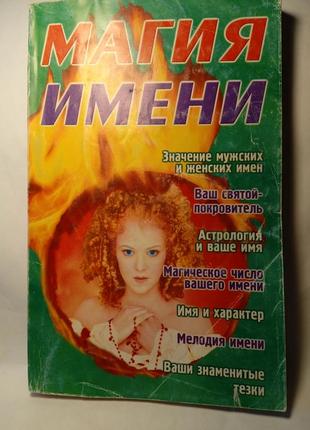 МАГИЯ
ИМЕНИ
Значение мужских
и женских имен
Ваш святой-
покровитель
Астрология
и ваше имя
Магическое число
вашего имени
Имя и характер
Мелодия имени
Ваши знаменитые
тезки